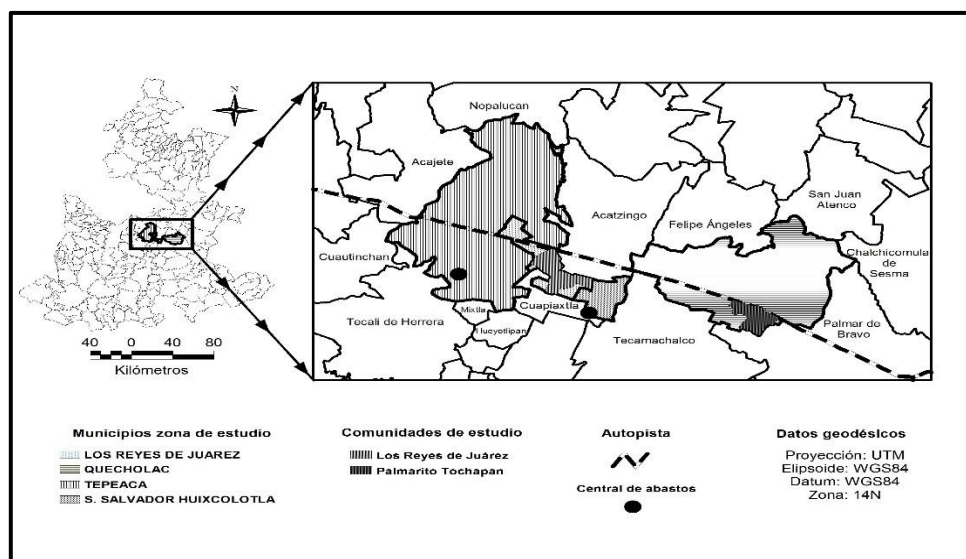 Nopalucan
Acajete
Acatzingo
Felipe Ángeles
San Juan
Atenco
Chalchicomula
de
Sesma
Cuautinchan
Tecali de Herrera
Mixtla
Cuapiaxtla
Tecamachalco
Palmar de
Bravo
40 0 40 80
Kilómetros
Municipios zona de estudio
LOS REYES DE JUAREZ
QUECHOLAC
TEPEACA
S. SALVADOR HUIXCOLOTLA
Comunidades de estudio
Los Reyes de Juárez
Palmarito Tochapan
Autopista
Central de abastos
Datos geodésicos
Proyección: UTM
Elipsoide: WGS84
Datum: WGS84
Zona: 14N